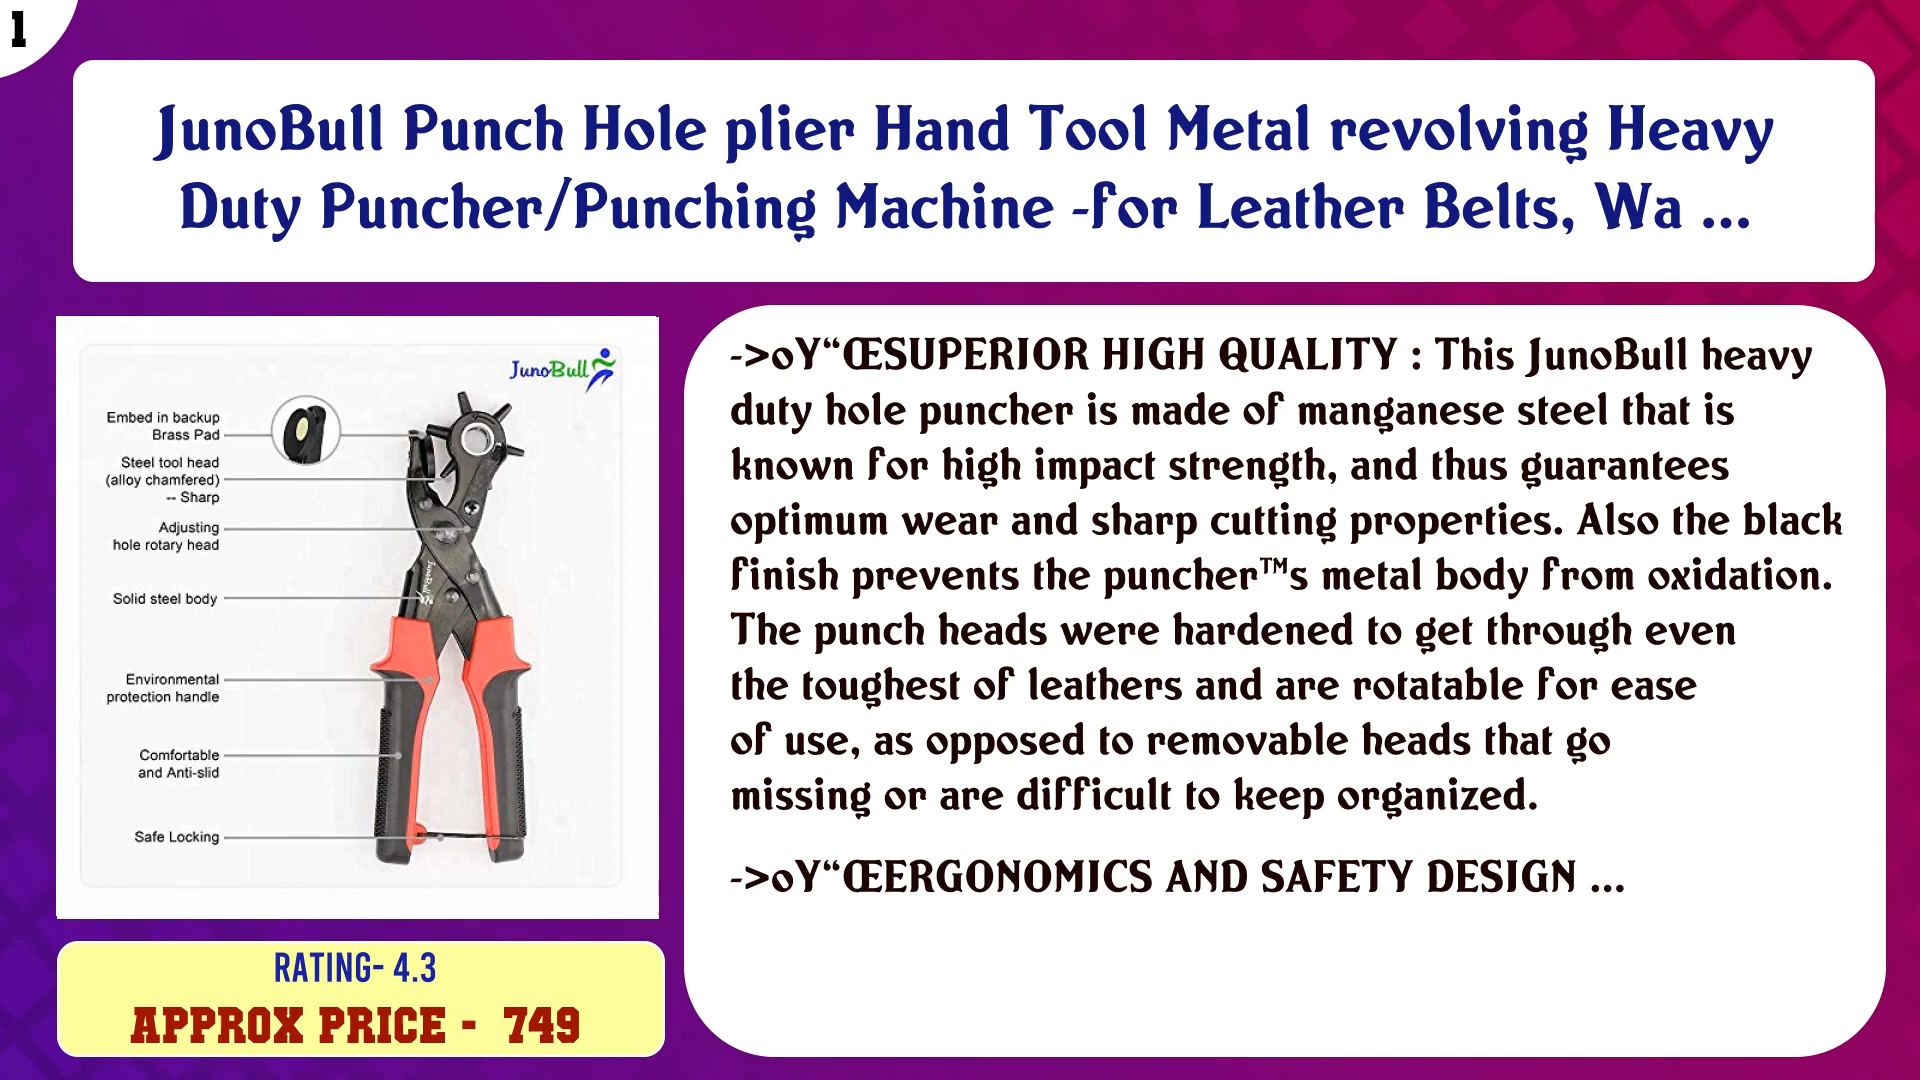 1
JunoBull Punch Hole plier Hand Tool Metal revolving Heavy
Duty Puncher/Punching Machine -for Leather Belts, Wa ...
JunoBull
Embed in backup
Brass Pad
Steel tool head
(alloy chamfered)
-- Sharp
Adjusting
hole rotary head
Solid steel body
Environmental
protection handle
Comfortable
and Anti-slid
Safe Locking
JunoBull
RATING- 4.3
APPROX PRICE - 749
->oY“ŒSUPERIOR HIGH QUALITY : This JunoBull heavy
duty hole puncher is made of manganese steel that is
known for high impact strength, and thus guarantees
optimum wear and sharp cutting properties. Also the black
finish prevents the puncher™s metal body from oxidation.
The punch heads were hardened to get through even
the toughest of leathers and are rotatable for ease
of use, as opposed to removable heads that go
missing or are difficult to keep organized.
->oY“ŒERGONOMICS AND SAFETY DESIGN ...